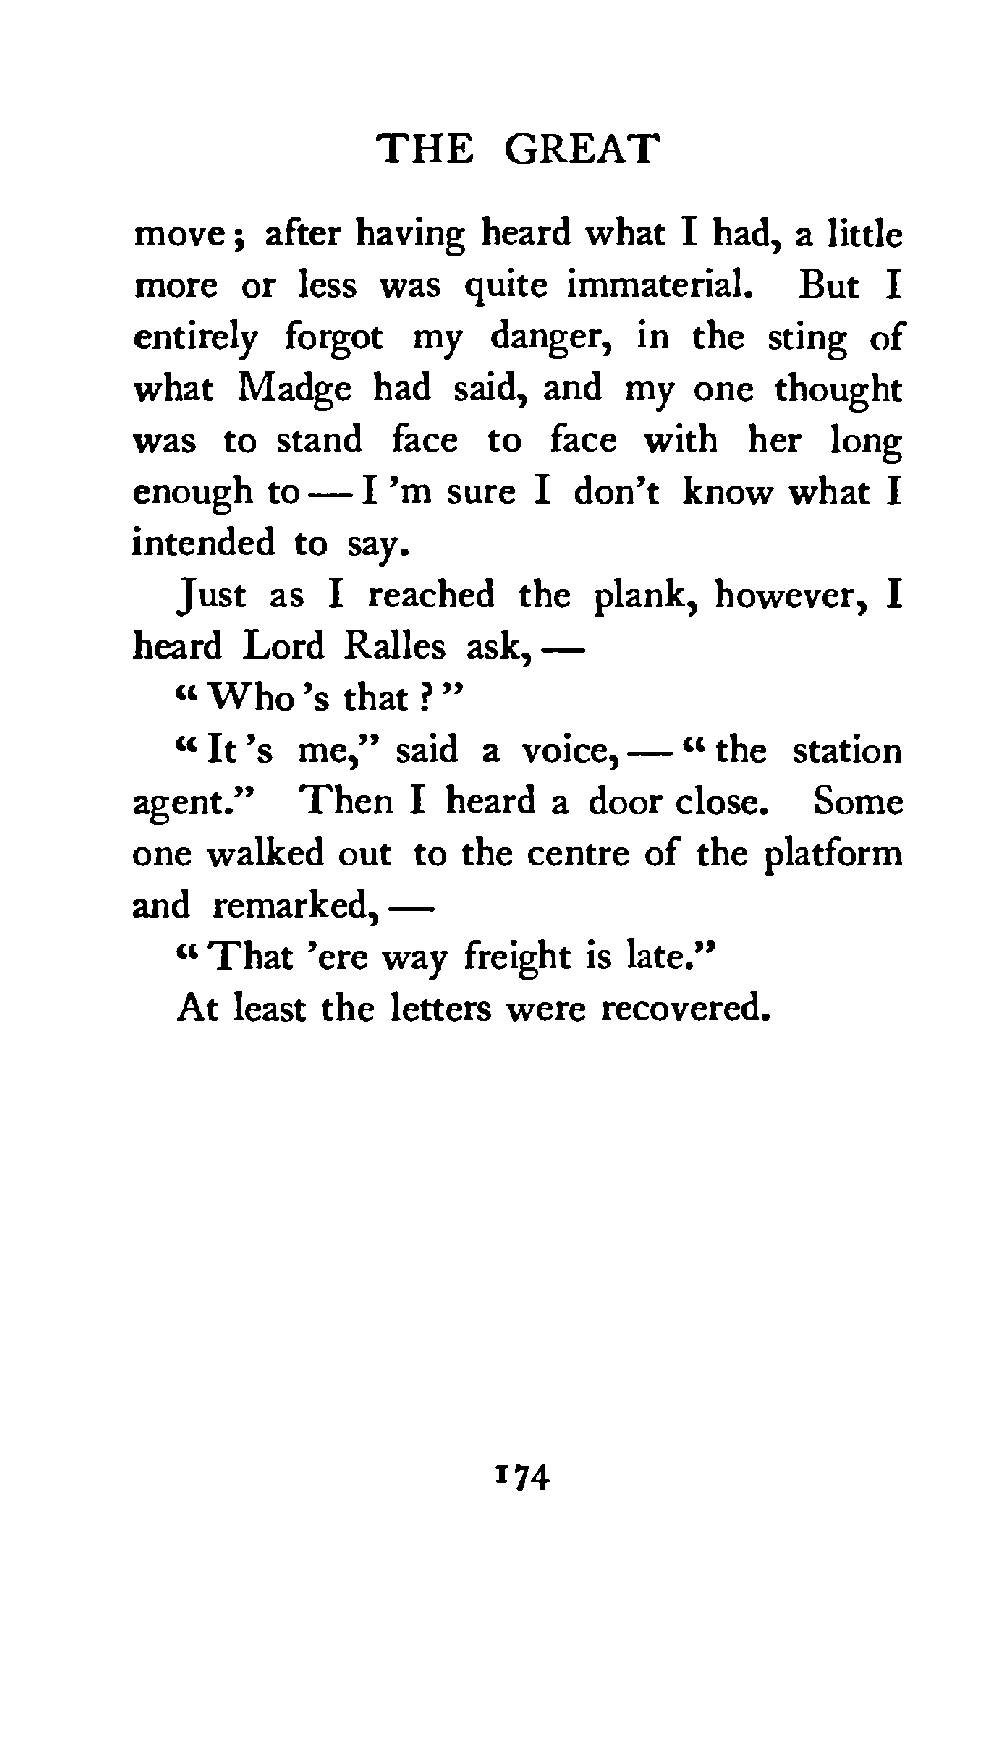 THE GREAT
move; after having heard what I had, a little
more or less was quite immaterial. But I
entirely forgot my danger, in the sting of
what Madge had said, and my one thought
was to stand face to face with her long
enough to — I 'm sure I don't know what I
intended to say.
Just as I reached the plank, however, I
heard Lord Ralles ask, —
“ Who 's that ? ”
“ It 's me,” said a voice, — “ the station
agent.” Then I heard a door close. Some
one walked out to the centre of the platform
and remarked, —
“ That 'ere way freight is late.”
At least the letters were recovered.
174